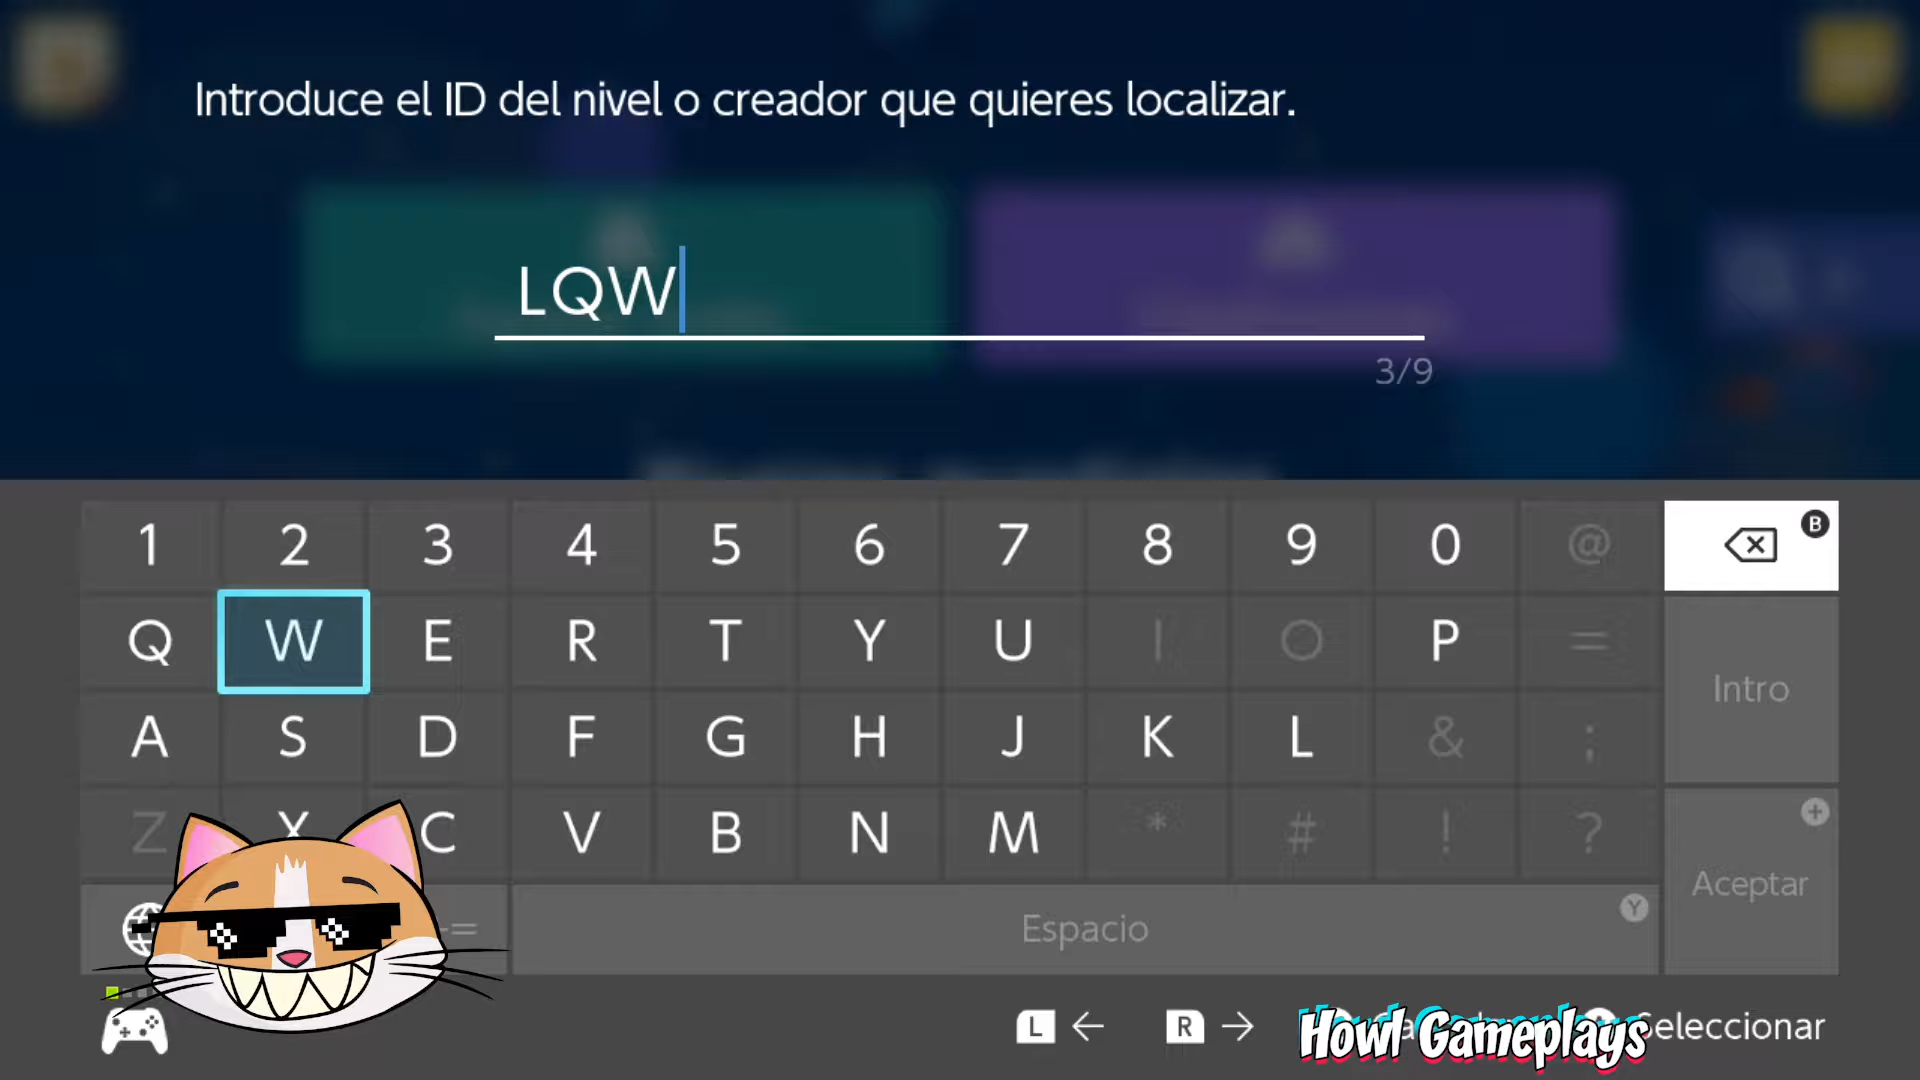 Introduce el ID del nivel o creador que quieres localizar.
LQW
3/9
1 2 3 4 5 6 7 8 9 0 @
B
Q W E R T Y U I O P =
Intro
A S D F G H J K L & ;
Z X C V B N M * # ! ?
+
Aceptar
Espacio
Y
L ← R → Seleccionar
Howl Gameplays